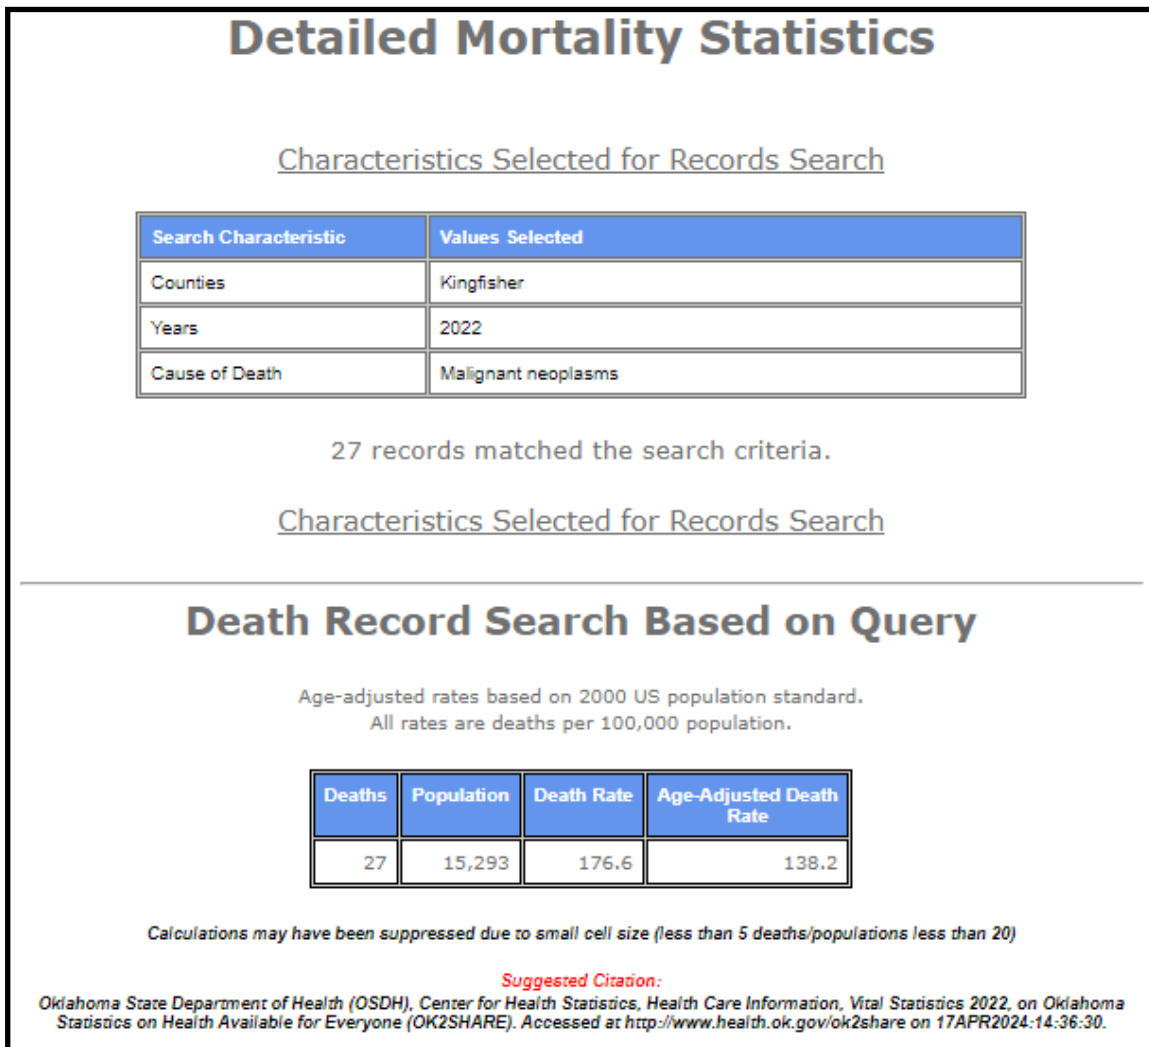 Detailed Mortality Statistics
Characteristics Selected for Records Search
Search Characteristic Values Selected
Counties Kingfisher
Years 2022
Cause of Death Malignant neoplasms
27 records matched the search criteria.
Characteristics Selected for Records Search
Death Record Search Based on Query
Age-adjusted rates based on 2000 US population standard.
All rates are deaths per 100,000 population.
Deaths Population Death Rate Age-Adjusted Death
Rate
27 15,293 176.6 138.2
Calculations may have been suppressed due to small cell size (less than 5 deaths/populations less than 20)
Suggested Citation:
Oklahoma State Department of Health (OSDH), Center for Health Statistics, Health Care Information, Vital Statistics 2022, on Oklahoma
Statistics on Health Available for Everyone (OK2SHARE). Accessed at http://www.health.ok.gov/ok2share on 17APR2024:14:36:30.